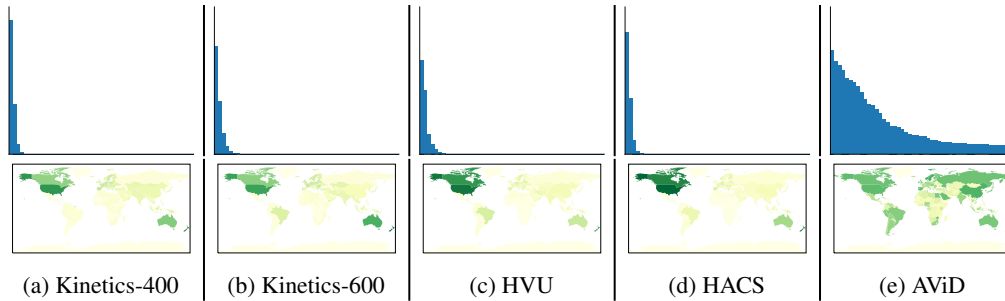 (a) Kinetics-400
(b) Kinetics-600
(c) HVU
(d) HACS
(e) AViD